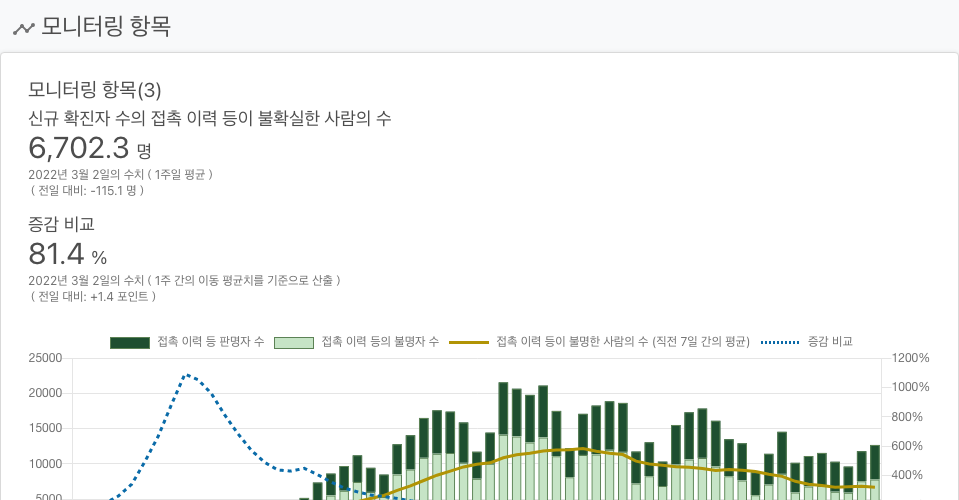 모니터링 항목
모니터링 항목(3)
신규 확진자 수의 접촉 이력 등이 불확실한 사람의 수
6,702.3 명
2022년 3월 2일의 수치 ( 1주일 평균 )
( 전일 대비: -115.1 명 )
증감 비교
81.4 %
2022년 3월 2일의 수치 ( 1주 간의 이동 평균치를 기준으로 산출 )
( 전일 대비: +1.4 포인트 )
접촉 이력 등 판명자 수 접촉 이력 등의 불명자 수 접촉 이력 등이 불명한 사람의 수 (직전 7일 간의 평균) 증감 비교
25000 1200%
20000 1000%
15000 800%
10000 600%
5000 400%